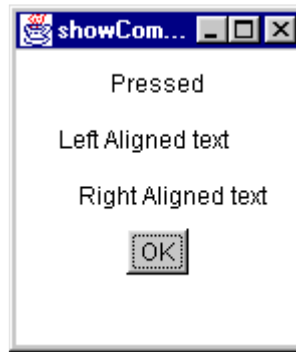 showCom...
Pressed
Left Aligned text
Right Aligned text
OK